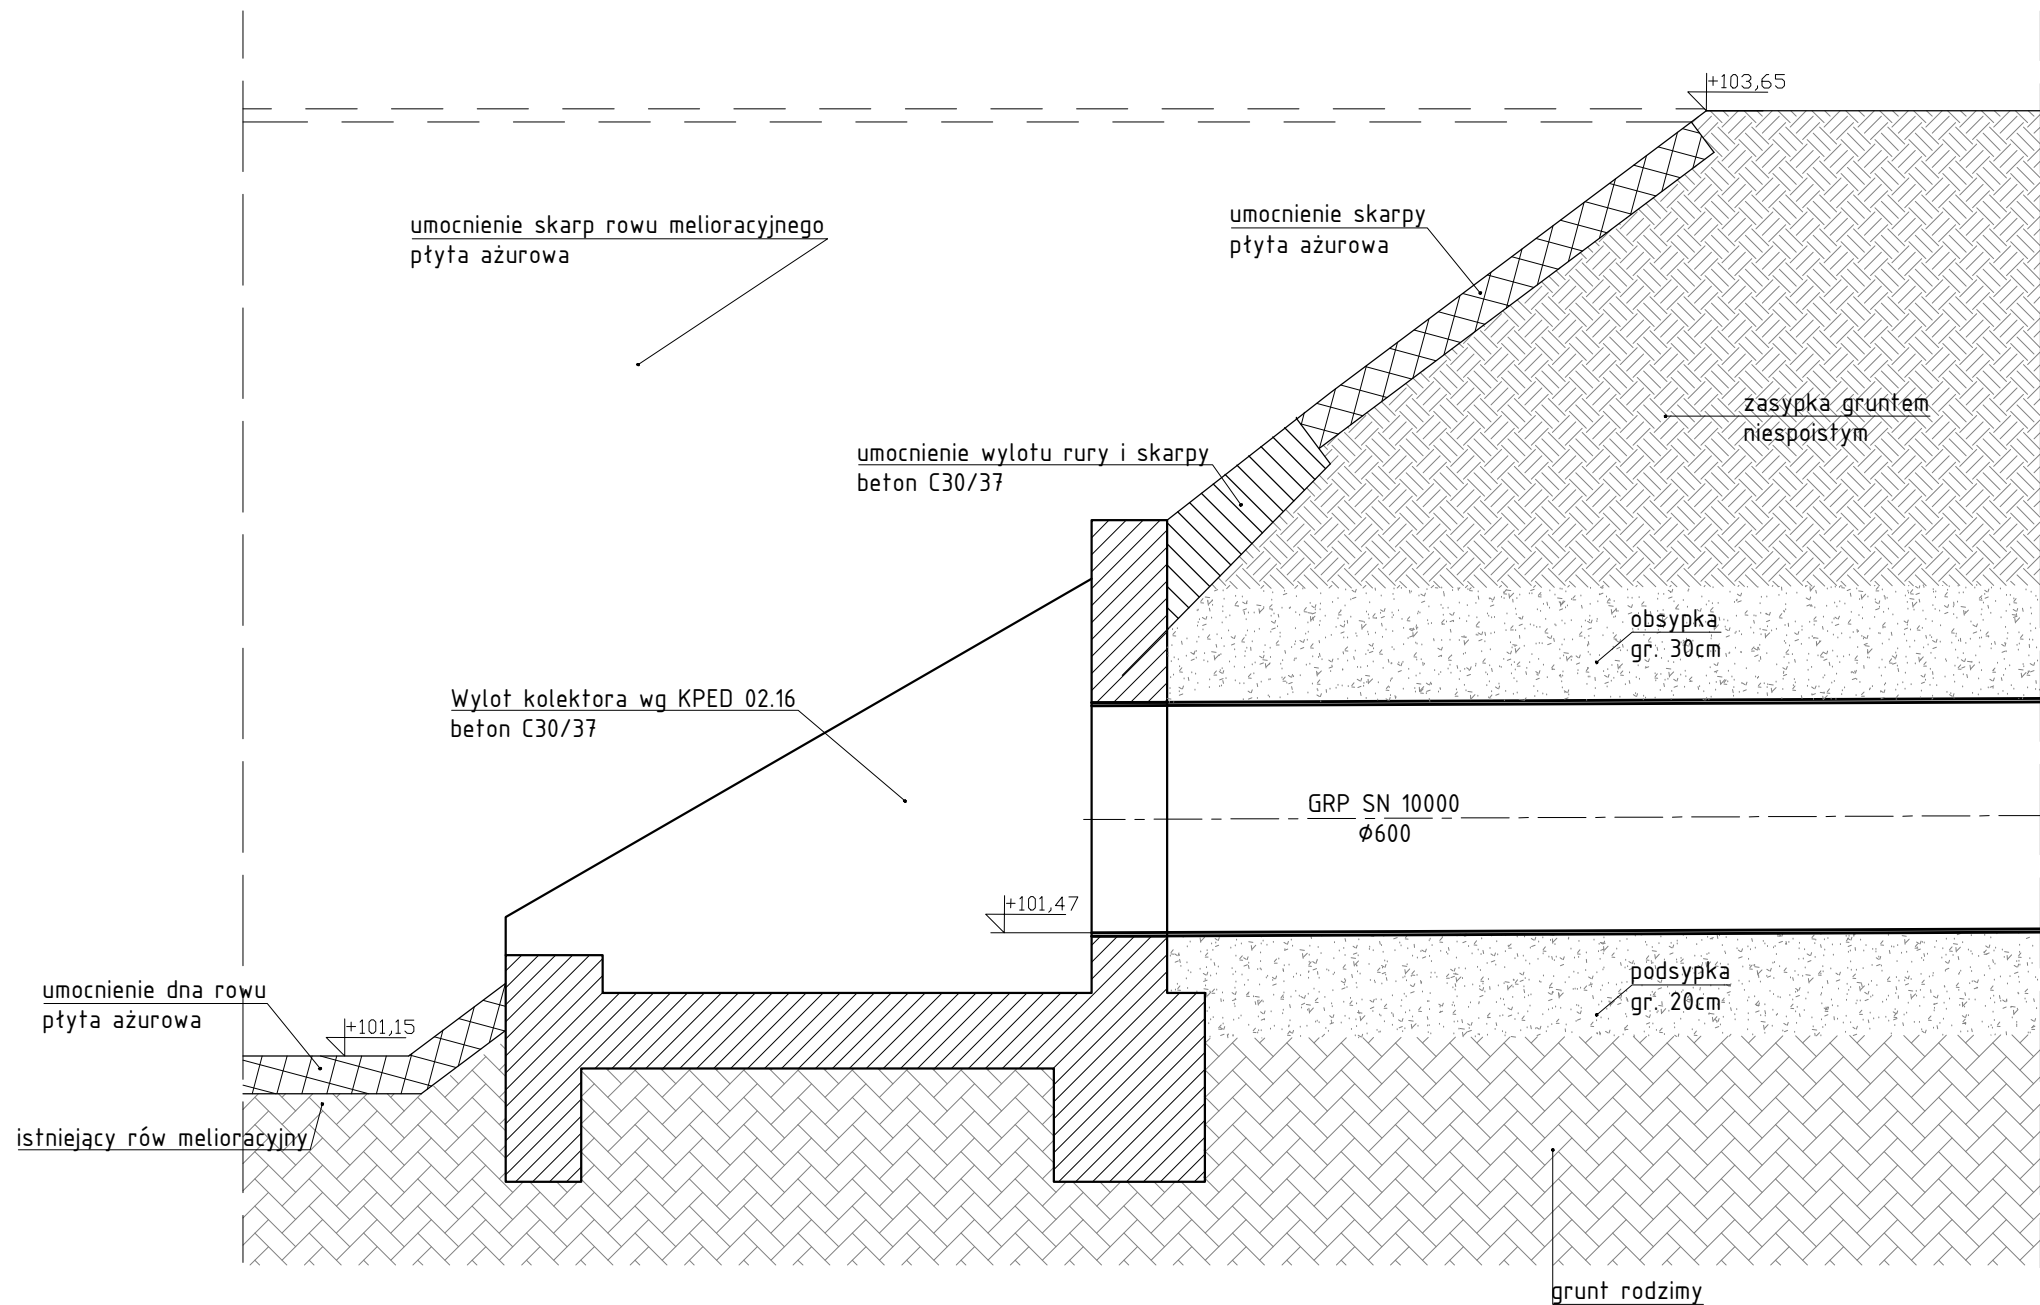 +103,65
umocnienie skarp rowu melioracyjnego
płyta ażurowa
umocnienie skarpy
płyta ażurowa
zasypka gruntem
niespoistym
umocnienie wylotu rury i skarpy
beton C30/37
obsypka
gr. 30cm
Wylot kolektora wg KPED 02.16
beton C30/37
GRP SN 10000
Ø600
+101,47
umocnienie dna rowu
płyta ażurowa
podsypka
gr. 20cm
+101,15
istniejący rów melioracyjny
grunt rodzimy